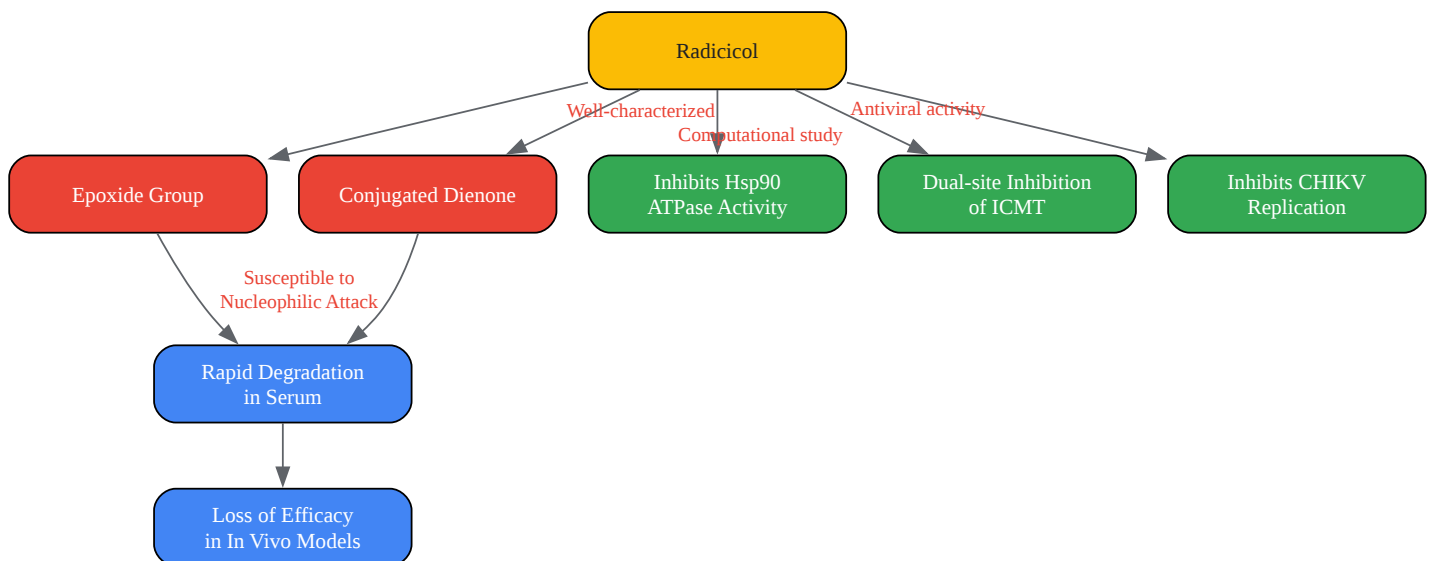 Radicicol
Well-characterized
Antiviral activity
Computational study
Epoxide Group
Conjugated Dienone
Inhibits Hsp90
ATPase Activity
Dual-site Inhibition
of ICMT
Inhibits CHIKV
Replication
Susceptible to
Nucleophilic Attack
Rapid Degradation
in Serum
Loss of Efficacy
in In Vivo Models